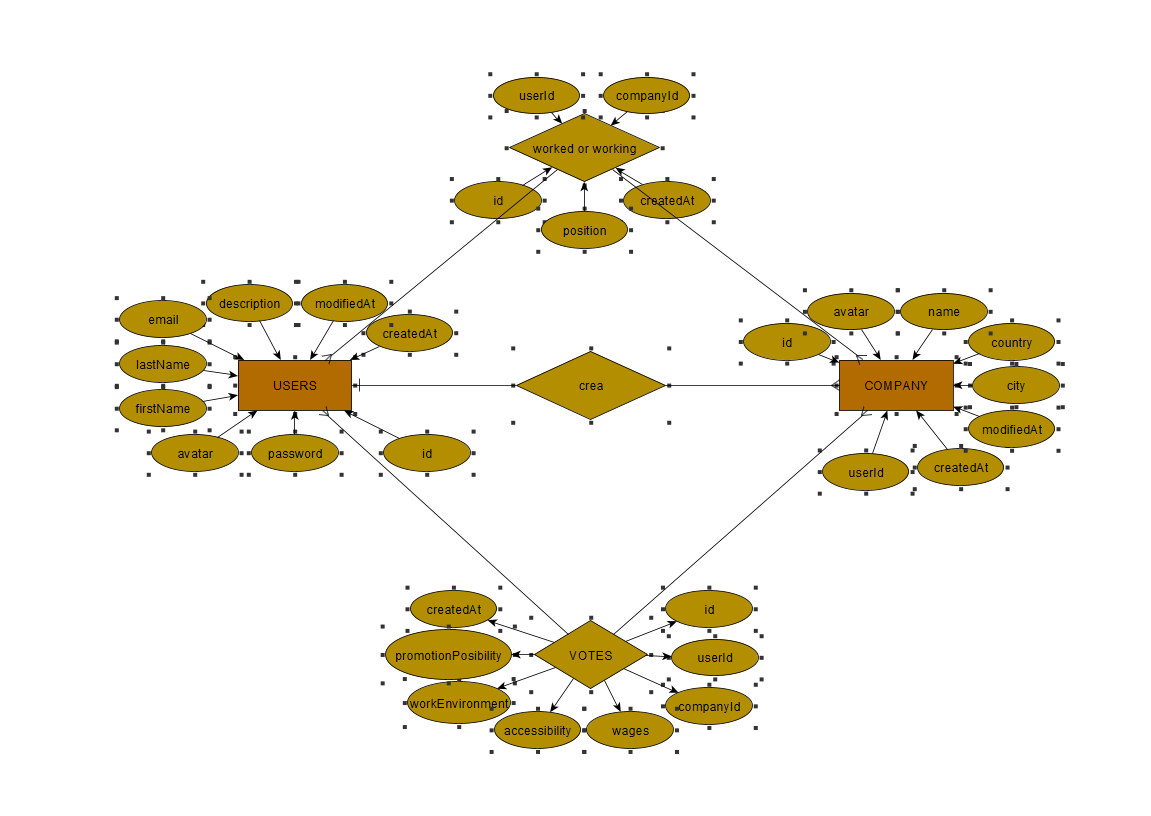 userId
companyId
worked or working
id
createdAt
position
description
modifiedAt
email
createdAt
lastName
USERS
firstName
avatar
password
id
crea
avatar
name
id
country
COMPANY
city
modifiedAt
userId
createdAt
createdAt
id
promotionPosibility
VOTES
userId
workEnvironment
companyId
accessibility
wages